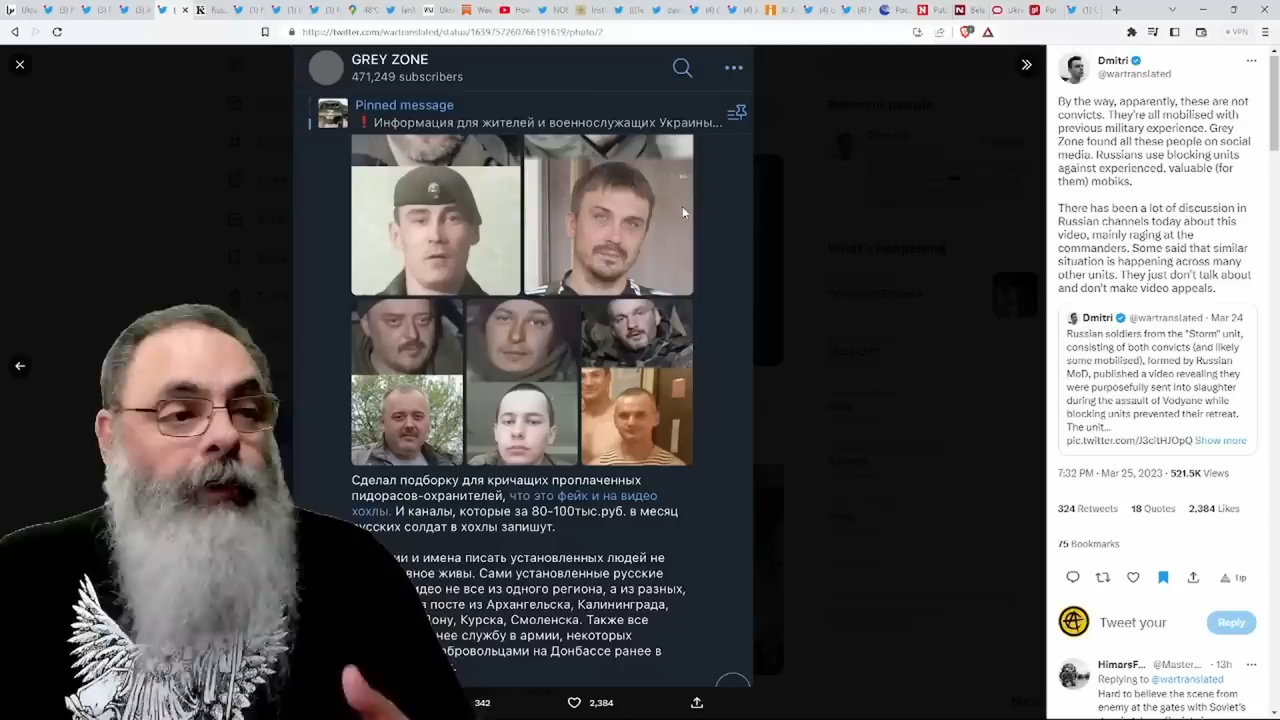 https://twitter.com/wartranslated/status/1639757260766191619/photo/2
VPN
GREY ZONE
471,249 subscribers
Pinned message
❗ Информация для жителей и военнослужащих Украины...
Сделал подборку для кричащих проплаченных
пидорасов-охранителей, что это фейк и на видео
хохлы. И каналы, которые за 80-100тыс.руб. в месяц
русских солдат в хохлы запишут.
и имена писать установленных людей не
живы. Сами установленные русские
не все из одного региона, а из разных,
посте из Архангельска, Калининграда,
Курска, Смоленска. Также все
службу в армии, некоторых
на Донбассе ранее в
342
2,384
Dmitri
@wartranslated
By the way, apparently, these are not
convicts. They're all mobilised with
previous military experience. Grey
Zone found all these people on social
media. Russians use blocking units
against experienced, valuable (for
them) mobiks.
There has been a lot of discussion in
Russian channels today about this
video, mainly raging at the
commanders. Some said that similar
situation is happening across many
other units. They just don't talk about
and don't make video appeals.
Dmitri @wartranslated · Mar 24
Russian soldiers from the "Storm" unit,
consisting of both convicts (and likely
some mobilised), formed by Russian
MoD, published a video revealing they
were purposefully sent into slaughter
during the assault of Vodyane while
blocking units prevented their retreat.
The unit...
pic.twitter.com/J3citHJOpQ Show more
7:32 PM · Mar 25, 2023 · 521.5K Views
324 Retweets 18 Quotes 2,384 Likes
75 Bookmarks
Tip
Tweet your
Reply
HimarsF... @Master... · 13h
Replying to @wartranslated
Hard to believe the scene from
enemy at the gates with Soviet's